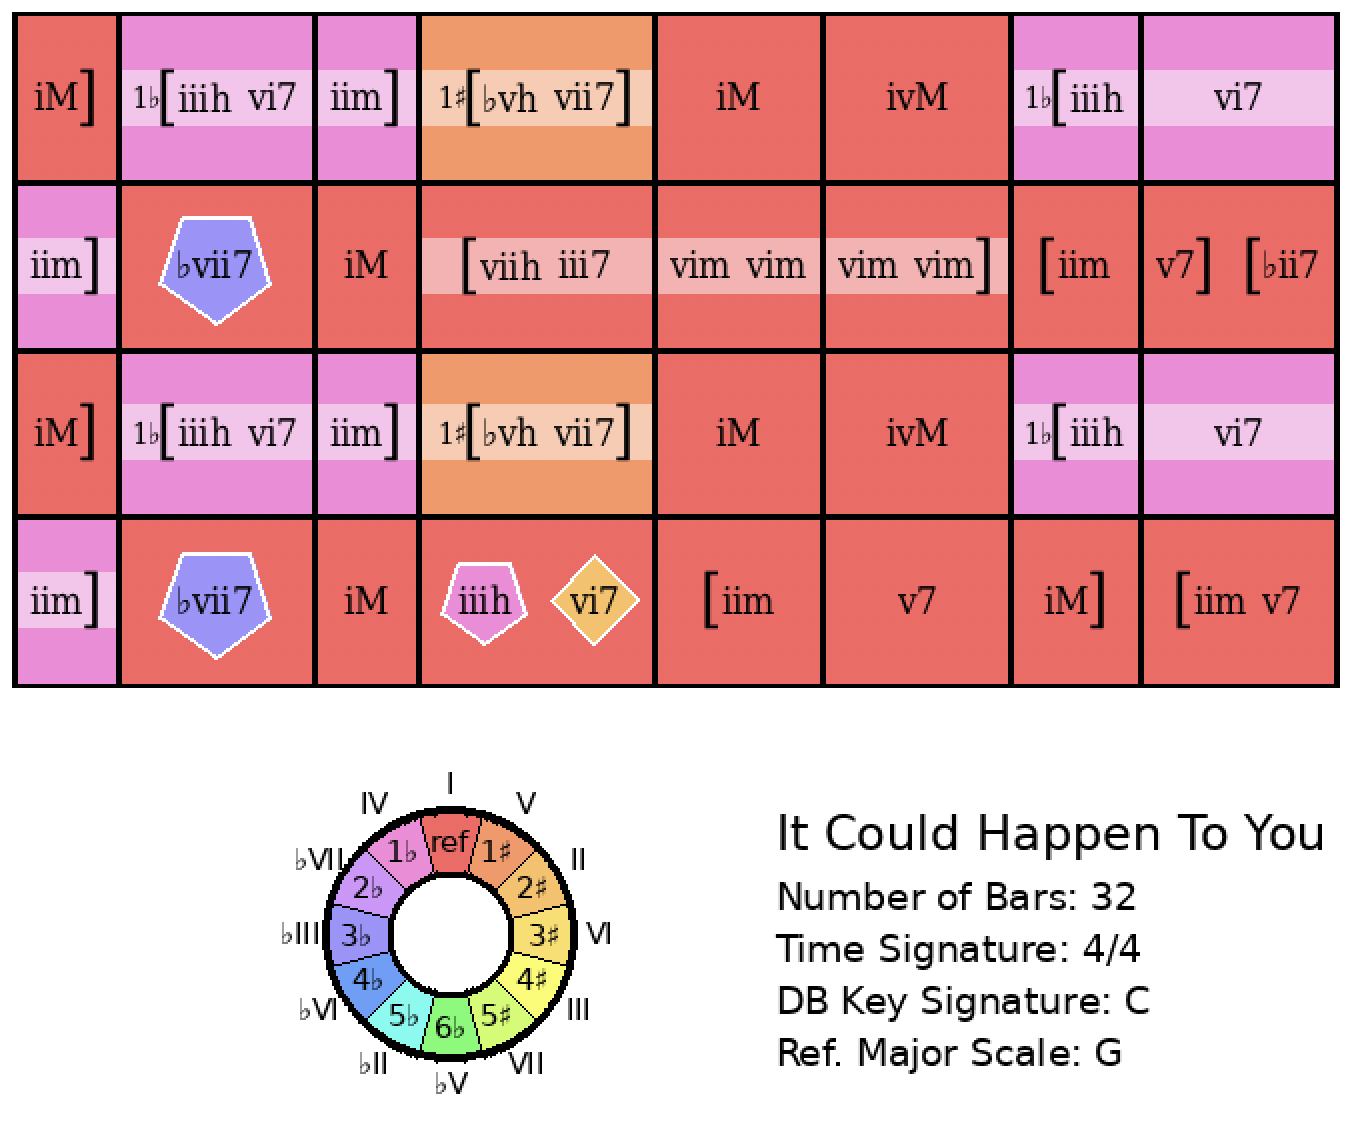 iM] 1♭[iiih vi7 iim] 1♯[♭vh vii7] iM ivM 1♭[iiih vi7
iim] ♭vii7 iM [viih iii7 vim vim vim vim] [iim v7] [♭ii7
iM] 1♭[iiih vi7 iim] 1♯[♭vh vii7] iM ivM 1♭[iiih vi7
iim] ♭vii7 iM iiih vi7 [iim v7 iM] [iim v7
I
IV V
1♭ ref 1♯
♭VII II
2♭ 2♯
♭III 3♭ 3♯ VI
4♭ 4♯
♭VI III
5♭ 6♭ 5♯
♭II VII
♭V
It Could Happen To You
Number of Bars: 32
Time Signature: 4/4
DB Key Signature: C
Ref. Major Scale: G